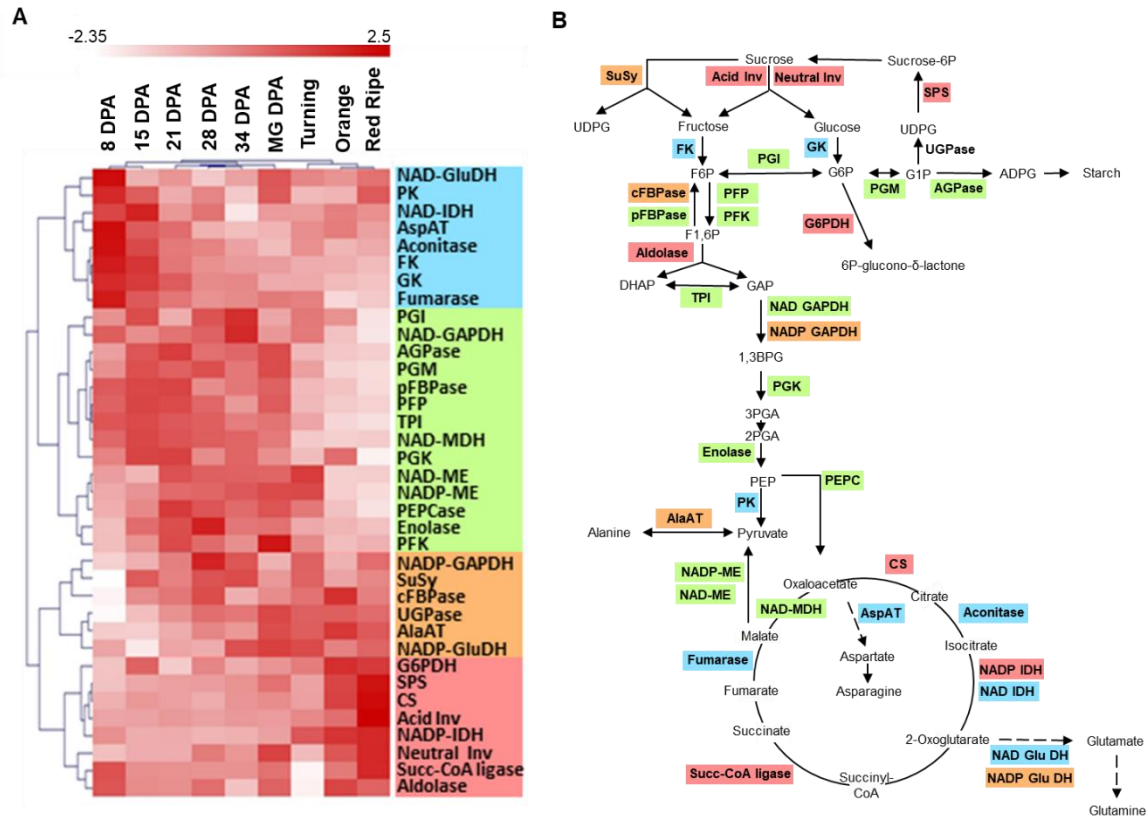 A
-2.35
2.5
8 DPA
15 DPA
21 DPA
28 DPA
34 DPA
MG DPA
Turning
Orange
Red Ripe
NAD-GluDH
PK
NAD-IDH
AspAT
Aconitase
FK
GK
Fumarase
PGI
NAD-GAPDH
AGPase
PGM
pFBPase
PFP
TPI
NAD-MDH
PGK
NAD-ME
NADP-ME
PEPCase
Enolase
PFK
NADP-GAPDH
SuSy
cFBPase
UGPase
AlaAT
NADP-GluDH
G6PDH
SPS
CS
Acid Inv
NADP-IDH
Neutral Inv
Succ-CoA ligase
Aldolase
B
Sucrose
Sucrose-6P
SuSy
Acid Inv
Neutral Inv
SPS
UDPG
Fructose
Glucose
UDPG
FK
GK
UGPase
PGI
F6P
G6P
G1P
ADPG
Starch
PGM
AGPase
cFBPase
PFP
pFBPase
PFK
G6PDH
F1,6P
Aldolase
6P-glucono-δ-lactone
DHAP
GAP
TPI
NAD GAPDH
NADP GAPDH
1,3BPG
PGK
3PGA
2PGA
Enolase
PEP
PEPC
PK
AlaAT
Alanine
Pyruvate
NADP-ME
NAD-ME
CS
Oxaloacetate
Citrate
NAD-MDH
AspAT
Aconitase
Malate
Isocitrate
Fumarase
Aspartate
NADP IDH
NAD IDH
Fumarate
Asparagine
Succinate
2-Oxoglutarate
Glutamate
NAD Glu DH
NADP Glu DH
Succ-CoA ligase
Succinyl-
CoA
Glutamine